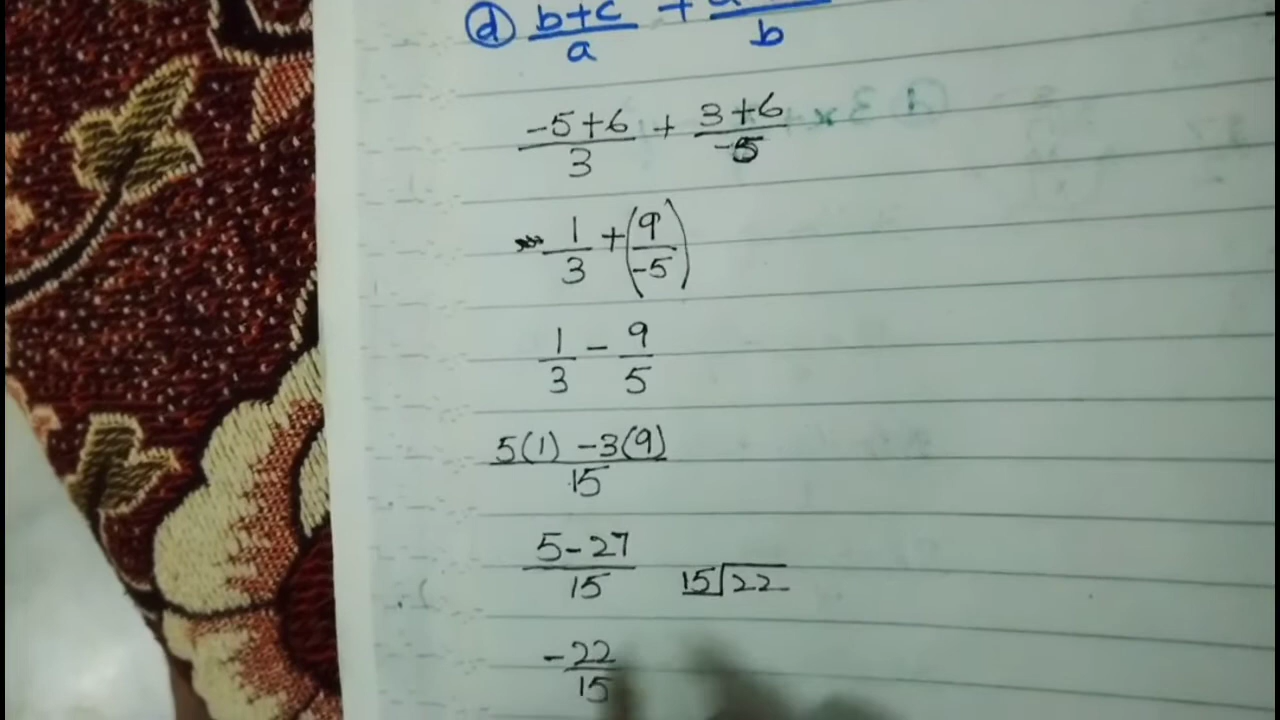 ⓓ b+c/a + /b
-5+6/3 + 3+6/-5
1/3 + (9/-5)
1/3 - 9/5
5(1) -3(9)/15
5-27/15 15√22
-22/15